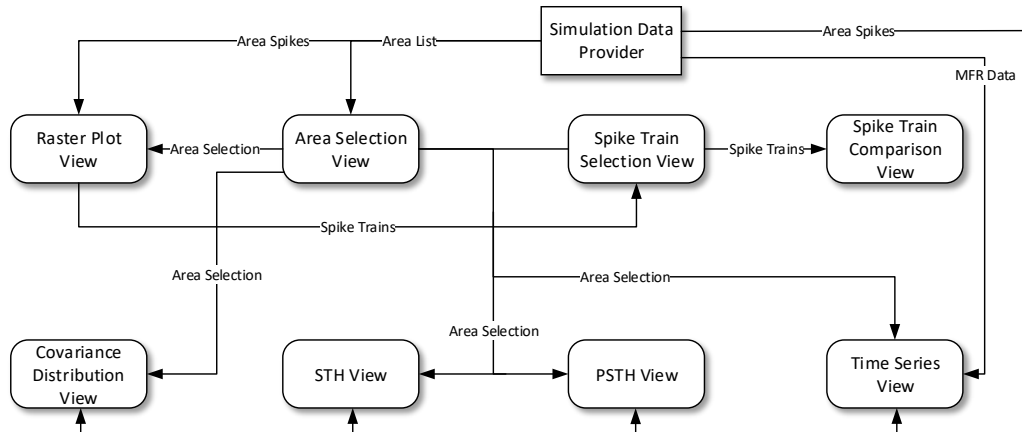 Simulation Data
Provider
Area Spikes
Area List
Area Spikes
MFR Data
Raster Plot
View
Area Selection
Area Selection
View
Spike Train
Selection View
Spike Trains
Spike Train
Comparison
View
Spike Trains
Area Selection
Area Selection
Area Selection
Covariance
Distribution
View
STH View
PSTH View
Time Series
View